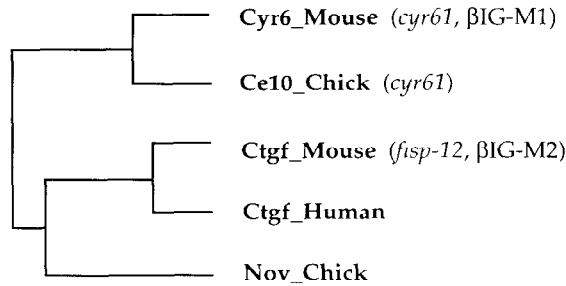 Cyr6_Mouse (cyr61, βIG-M1)
Ce10_Chick (cyr61)
Ctgf_Mouse (fisp-12, βIG-M2)
Ctgf_Human
Nov_Chick